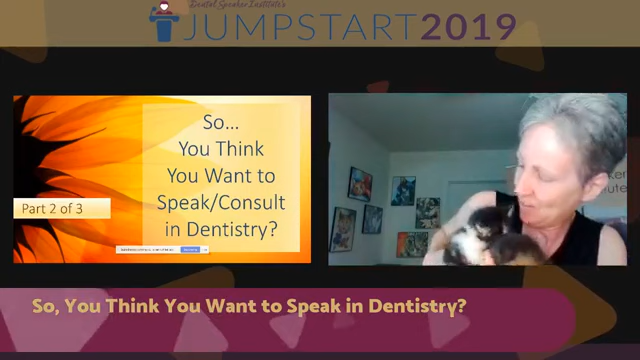 Dental Speaker Institute's
JUMPSTART2019
So...
You Think
You Want to
Speak/Consult
in Dentistry?
Part 2 of 3
So, You Think You Want to Speak in Dentistry?